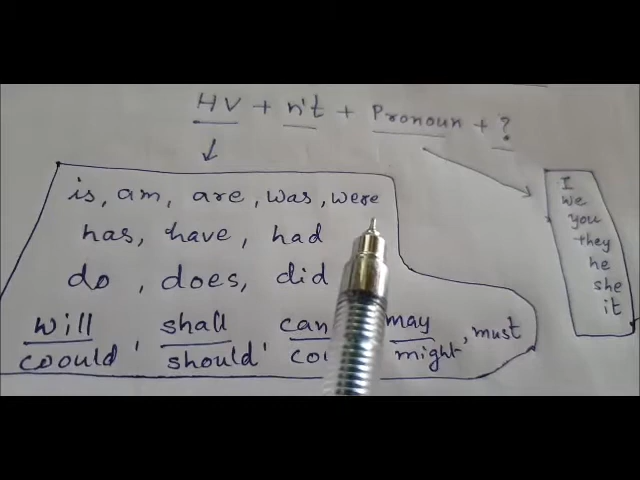 HV + n't + Pronoun + ?
is, am, are, was, were
has, have, had
do, does, did
will, shall, can may, must
coould should might
I
we
you
they
he
she
it